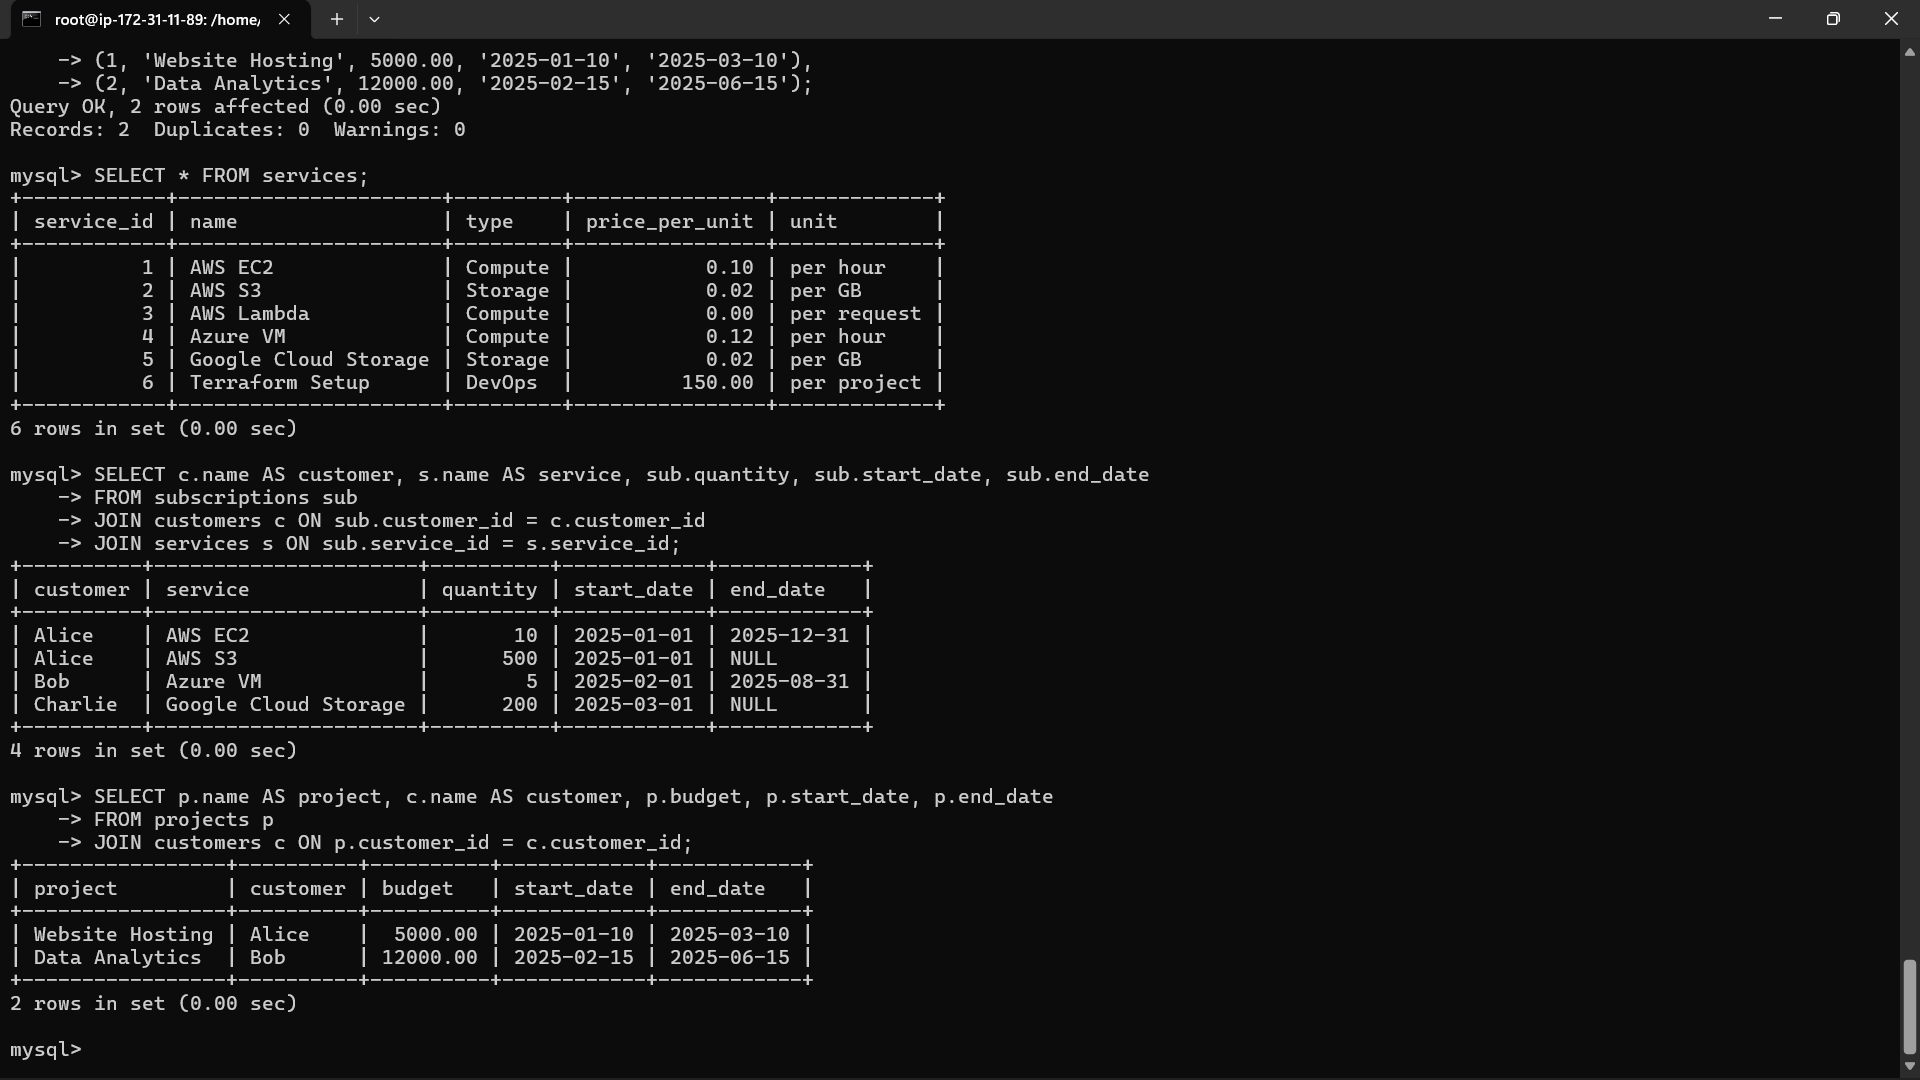 root@ip-172-31-11-89: /home/
    -> (1, 'Website Hosting', 5000.00, '2025-01-10', '2025-03-10'),
    -> (2, 'Data Analytics', 12000.00, '2025-02-15', '2025-06-15');
Query OK, 2 rows affected (0.00 sec)
Records: 2  Duplicates: 0  Warnings: 0

mysql> SELECT * FROM services;
+------------+----------------------+---------+----------------+-------------+
| service_id | name                 | type    | price_per_unit | unit        |
+------------+----------------------+---------+----------------+-------------+
|          1 | AWS EC2              | Compute |           0.10 | per hour    |
|          2 | AWS S3               | Storage |           0.02 | per GB      |
|          3 | AWS Lambda           | Compute |           0.00 | per request |
|          4 | Azure VM             | Compute |           0.12 | per hour    |
|          5 | Google Cloud Storage | Storage |           0.02 | per GB      |
|          6 | Terraform Setup      | DevOps  |         150.00 | per project |
+------------+----------------------+---------+----------------+-------------+
6 rows in set (0.00 sec)

mysql> SELECT c.name AS customer, s.name AS service, sub.quantity, sub.start_date, sub.end_date
    -> FROM subscriptions sub
    -> JOIN customers c ON sub.customer_id = c.customer_id
    -> JOIN services s ON sub.service_id = s.service_id;
+----------+----------------------+----------+------------+------------+
| customer | service              | quantity | start_date | end_date   |
+----------+----------------------+----------+------------+------------+
| Alice    | AWS EC2              |       10 | 2025-01-01 | 2025-12-31 |
| Alice    | AWS S3               |      500 | 2025-01-01 | NULL       |
| Bob      | Azure VM             |        5 | 2025-02-01 | 2025-08-31 |
| Charlie  | Google Cloud Storage |      200 | 2025-03-01 | NULL       |
+----------+----------------------+----------+------------+------------+
4 rows in set (0.00 sec)

mysql> SELECT p.name AS project, c.name AS customer, p.budget, p.start_date, p.end_date
    -> FROM projects p
    -> JOIN customers c ON p.customer_id = c.customer_id;
+-----------------+----------+----------+------------+------------+
| project         | customer | budget   | start_date | end_date   |
+-----------------+----------+----------+------------+------------+
| Website Hosting | Alice    |  5000.00 | 2025-01-10 | 2025-03-10 |
| Data Analytics  | Bob      | 12000.00 | 2025-02-15 | 2025-06-15 |
+-----------------+----------+----------+------------+------------+
2 rows in set (0.00 sec)

mysql>